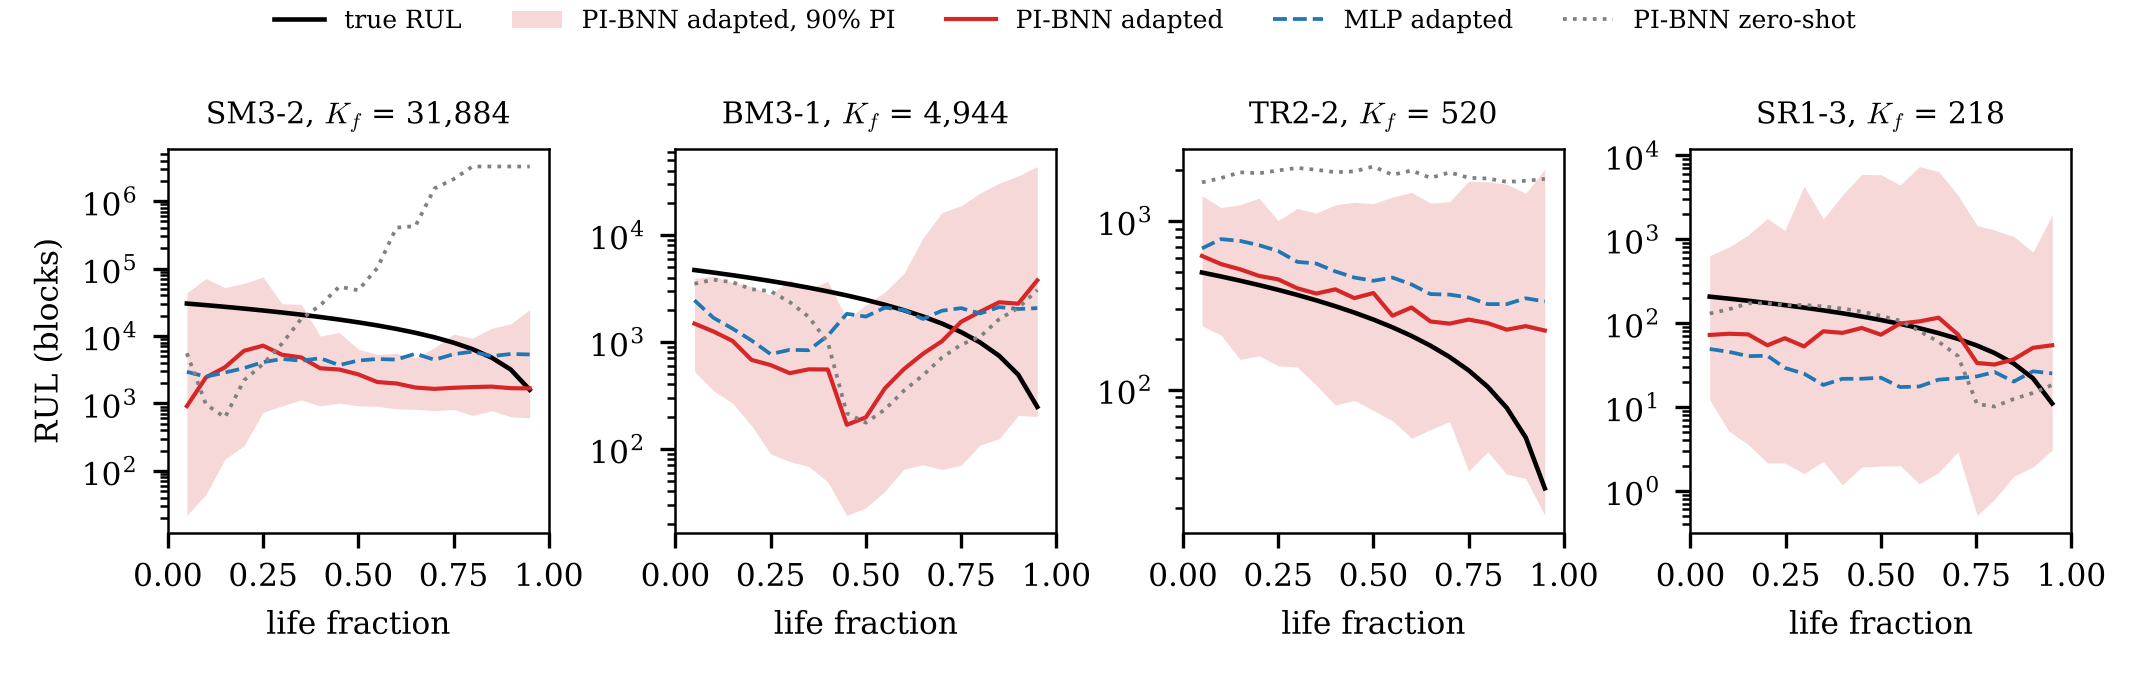 true RUL PI-BNN adapted, 90% PI PI-BNN adapted MLP adapted PI-BNN zero-shot
SM3-2, K_f = 31,884 BM3-1, K_f = 4,944 TR2-2, K_f = 520 SR1-3, K_f = 218
RUL (blocks)
10^6
10^5
10^4
10^3
10^2
0.00 0.25 0.50 0.75 1.00
life fraction
10^4
10^3
10^2
0.00 0.25 0.50 0.75 1.00
life fraction
10^3
10^2
0.00 0.25 0.50 0.75 1.00
life fraction
10^4
10^3
10^2
10^1
10^0
0.00 0.25 0.50 0.75 1.00
life fraction